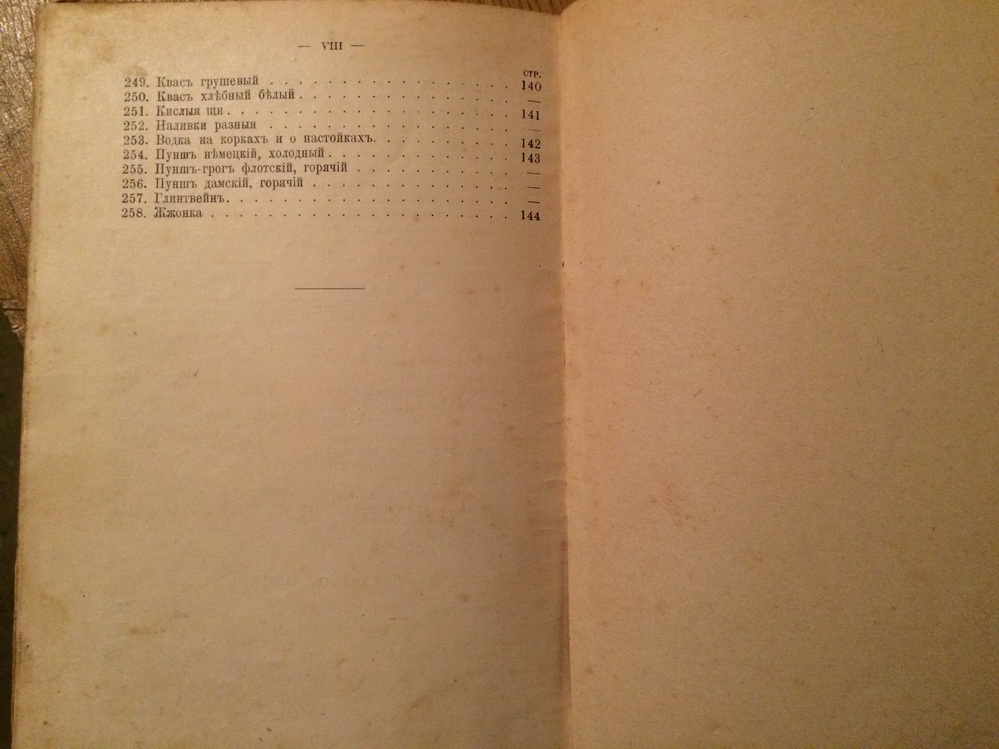 — VIII —
СТР.
249. Квасъ грушевый . . . . . . . . . . . . . . . . 140
250. Квасъ хлѣбный бѣлый . . . . . . . . . . . . . . —
251. Кислыя щи . . . . . . . . . . . . . . . . . . . 141
252. Наливки разныя . . . . . . . . . . . . . . . . —
253. Водка на коркахъ и о настойкахъ. . . . . . . . . 142
254. Пуншъ нѣмецкій, холодный . . . . . . . . . . . . 143
255. Пуншъ-грогъ флотскій, горячій . . . . . . . . . . —
256. Пуншъ дамскій, горячій . . . . . . . . . . . . . —
257. Глинтвейнъ. . . . . . . . . . . . . . . . . . . —
258. Жжонка . . . . . . . . . . . . . . . . . . . . 144